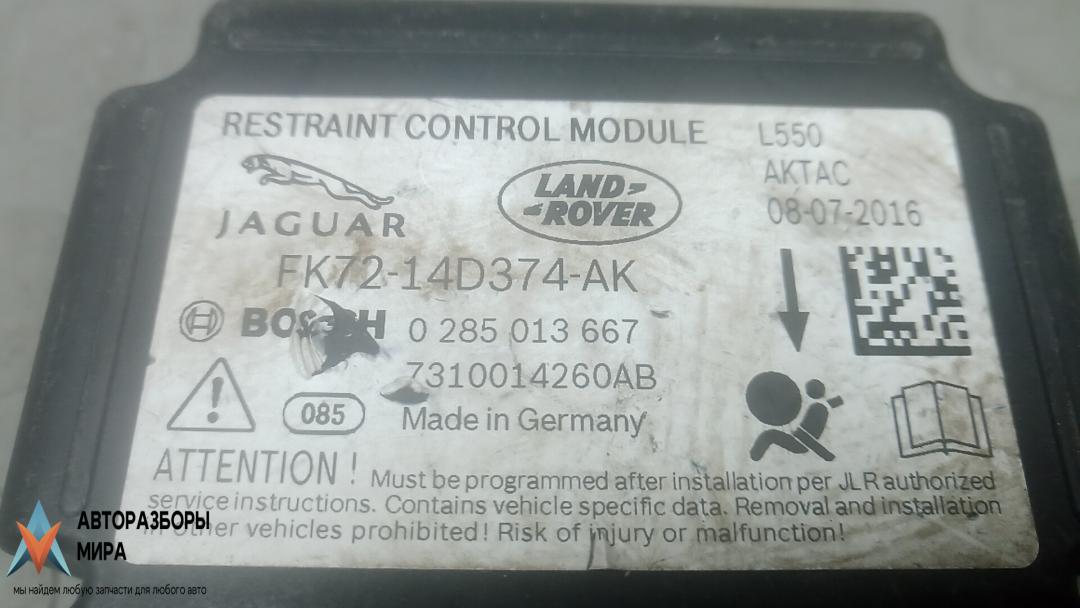 RESTRAINT CONTROL MODULE
L550
AKTAC
08-07-2016
JAGUAR
LAND
ROVER
FK72-14D374-AK
BOSCH 0 285 013 667
7310014260AB
085
Made in Germany
ATTENTION! Must be programmed after installation per JLR authorized
service instructions. Contains vehicle specific data. Removal and installation
in other vehicles prohibited! Risk of injury or malfunction!
АВТОРАЗБОРЫ
МИРА
мы найдем любую запчасти для любого авто